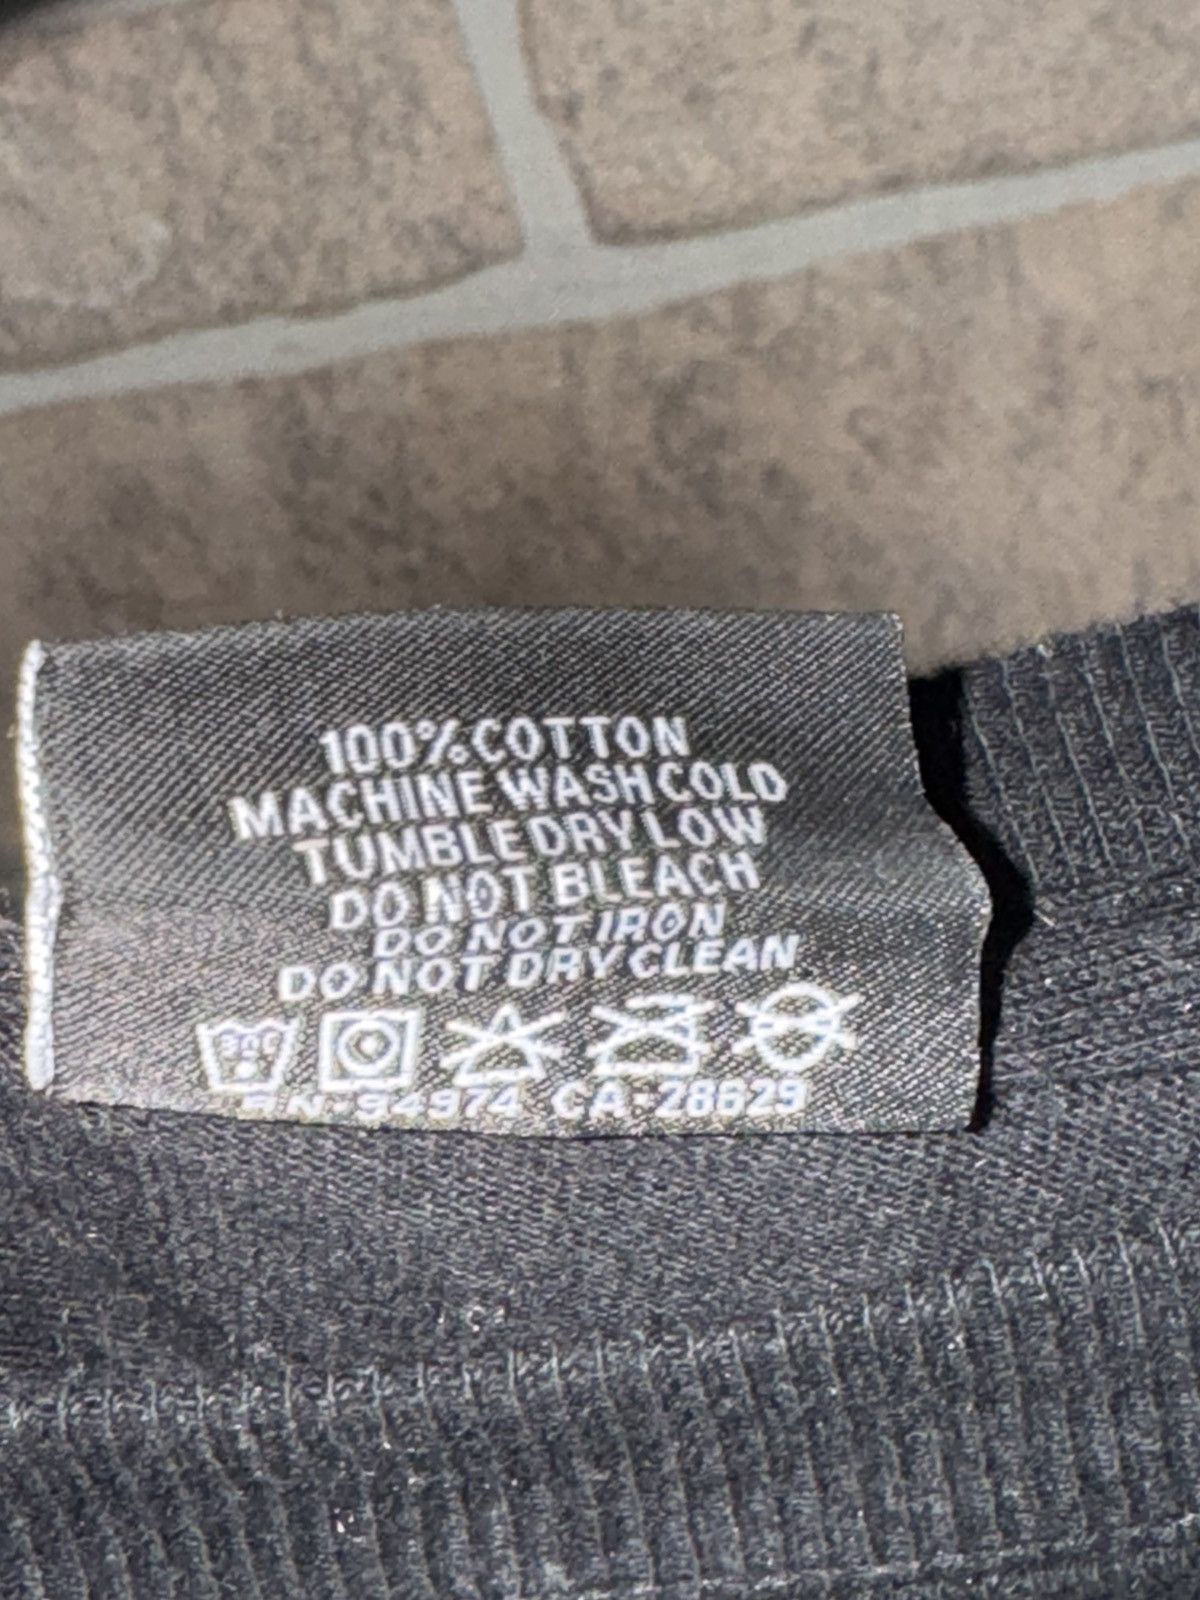 100% COTTON
MACHINE WASH COLD
TUMBLE DRY LOW
DO NOT BLEACH
DO NOT IRON
DO NOT DRY CLEAN
RN-94974 CA-28629